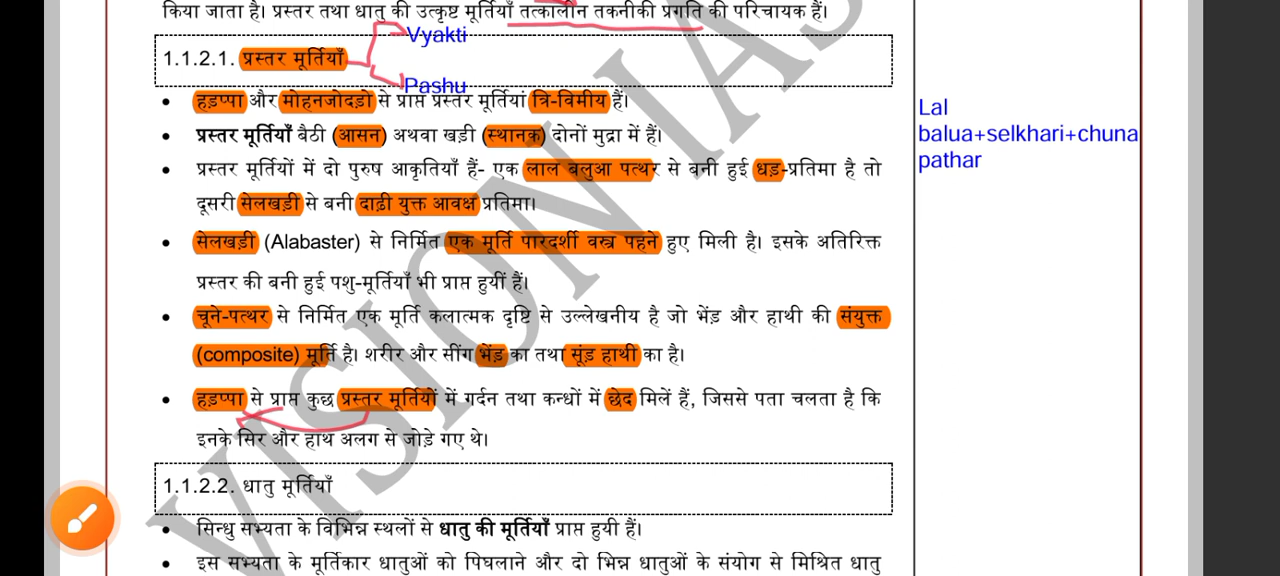 किया जाता है। प्रस्तर तथा धातु की उत्कृष्ट मूर्तियाँ तत्कालीन तकनीकी प्रगति की परिचायक हैं।
Vyakti
1.1.2.1. प्रस्तर मूर्तियाँ
Pashu
• हड़प्पा और मोहनजोदड़ो से प्राप्त प्रस्तर मूर्तियां त्रि-विमीय हैं।
• प्रस्तर मूर्तियाँ बैठी (आसन) अथवा खड़ी (स्थानक) दोनों मुद्रा में हैं।
• प्रस्तर मूर्तियों में दो पुरुष आकृतियाँ हैं- एक लाल बलुआ पत्थर से बनी हुई धड़-प्रतिमा है तो
दूसरी सेलखड़ी से बनी दाढ़ी युक्त आवक्ष प्रतिमा।
• सेलखड़ी (Alabaster) से निर्मित एक मूर्ति पारदर्शी वस्त्र पहने हुए मिली है। इसके अतिरिक्त
प्रस्तर की बनी हुई पशु-मूर्तियाँ भी प्राप्त हुयीं हैं।
• चूने-पत्थर से निर्मित एक मूर्ति कलात्मक दृष्टि से उल्लेखनीय है जो भेंड़ और हाथी की संयुक्त
(composite) मूर्ति है। शरीर और सींग भेंड़ का तथा सूंड़ हाथी का है।
• हड़प्पा से प्राप्त कुछ प्रस्तर मूर्तियों में गर्दन तथा कन्धों में छेद मिलें हैं, जिससे पता चलता है कि
इनके सिर और हाथ अलग से जोड़े गए थे।
1.1.2.2. धातु मूर्तियाँ
• सिन्धु सभ्यता के विभिन्न स्थलों से धातु की मूर्तियाँ प्राप्त हुयी हैं।
• इस सभ्यता के मूर्तिकार धातुओं को पिघलाने और दो भिन्न धातुओं के संयोग से मिश्रित धातु
Lal
balua+selkhari+chuna
pathar
VISION IAS